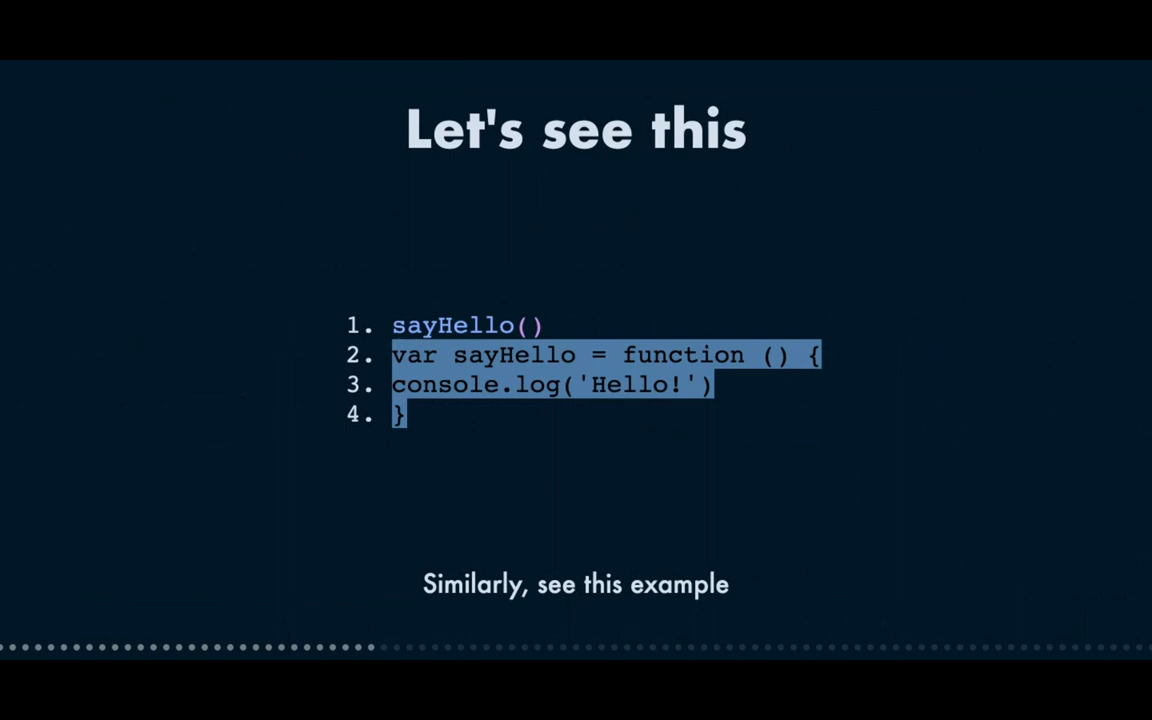 Let's see this
1. sayHello()
2. var sayHello = function () {
3. console.log('Hello!')
4. }
Similarly, see this example